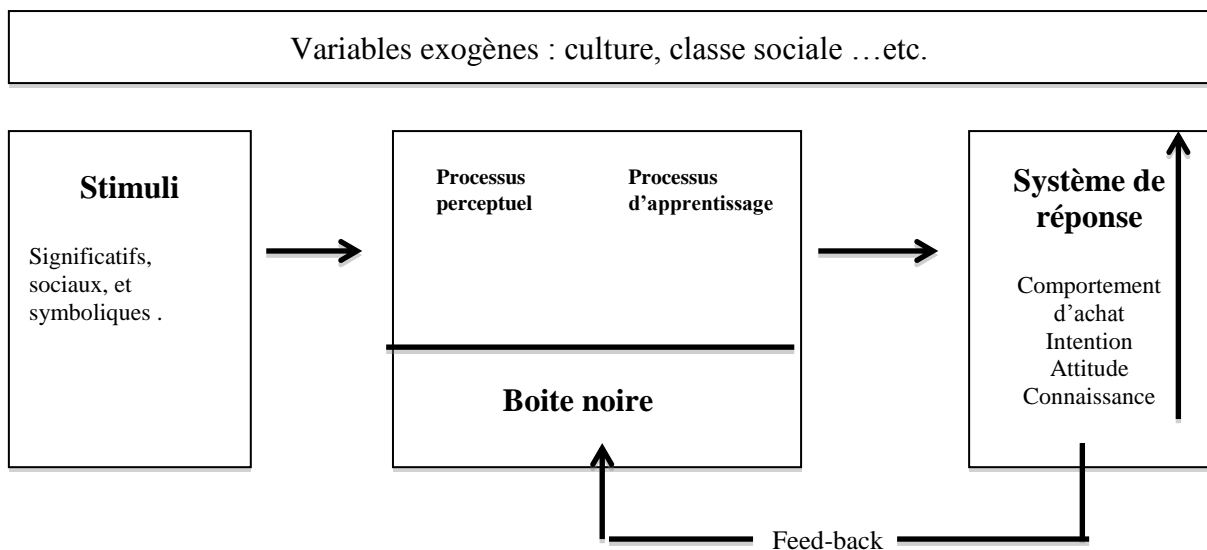 Variables exogènes : culture, classe sociale …etc.
Stimuli
Significatifs,
sociaux, et
symboliques .
Processus
perceptuel
Processus
d’apprentissage
Boite noire
Système de
réponse
Comportement
d’achat
Intention
Attitude
Connaissance
Feed-back